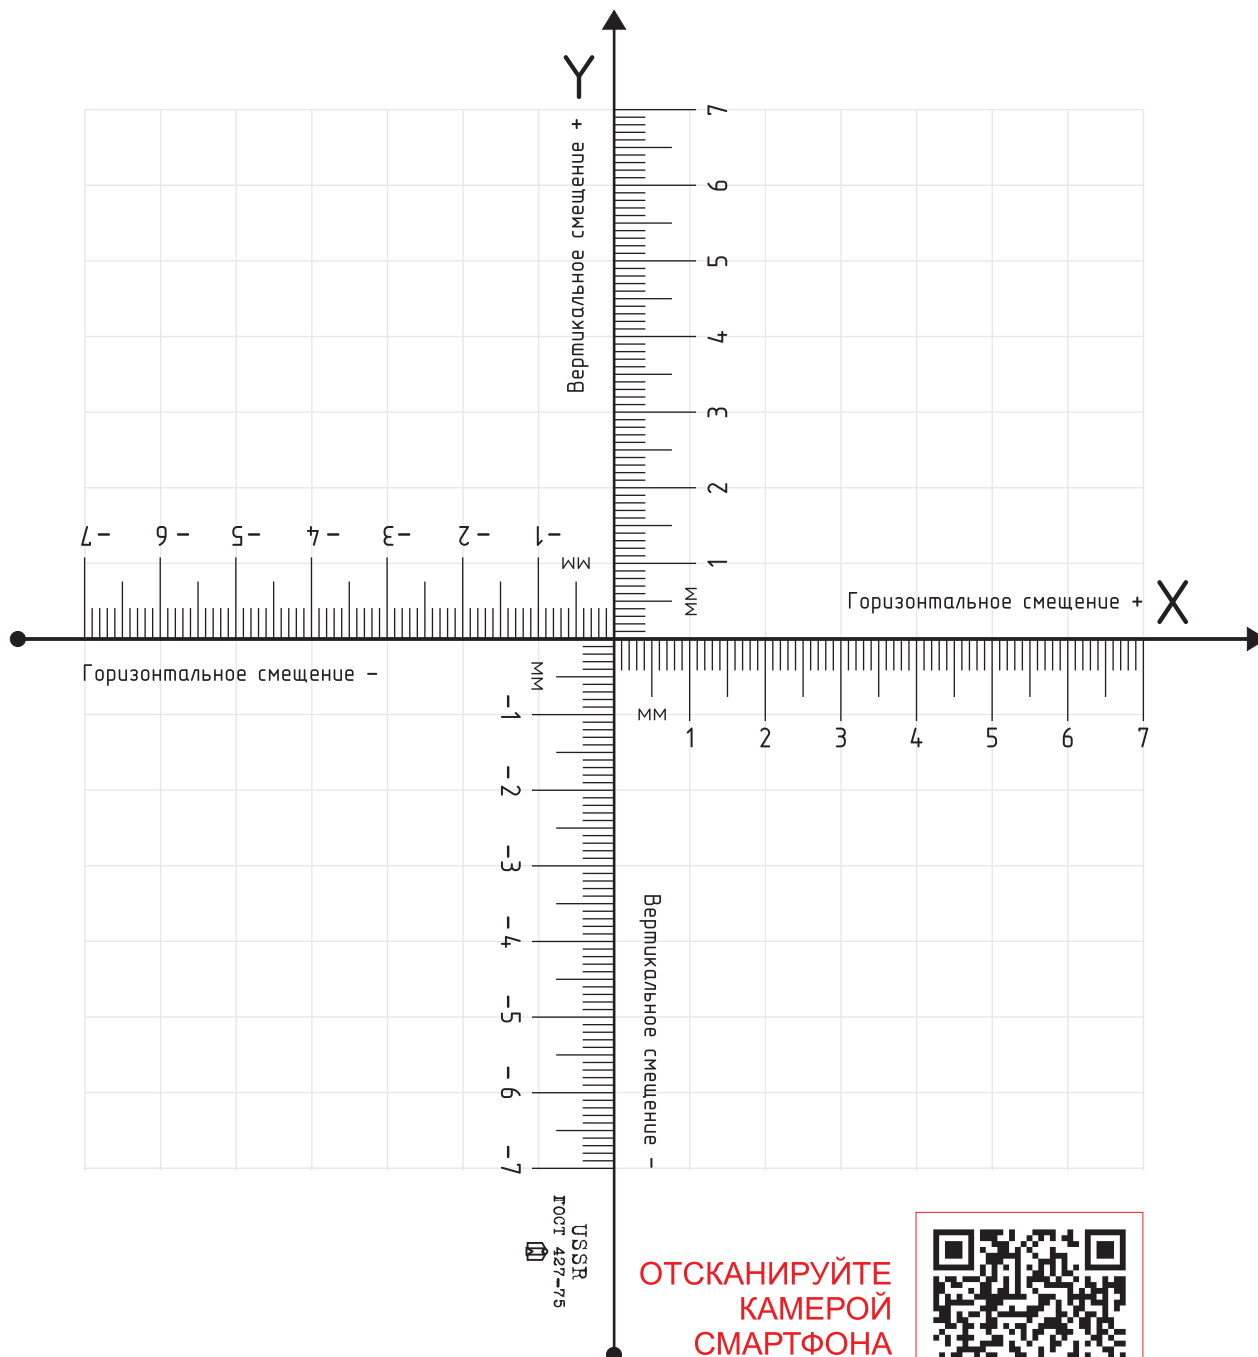 Y
Вертикальное смещение +
7
6
5
4
3
2
1
мм
-7
-6
-5
-4
-3
-2
-1
мм
Горизонтальное смещение +
X
Горизонтальное смещение -
мм
1
2
3
4
5
6
7
мм
-1
-2
-3
-4
-5
-6
-7
Вертикальное смещение -
USSR
ГОСТ 427-75
ОТСКАНИРУЙТЕ
КАМЕРОЙ
СМАРТФОНА